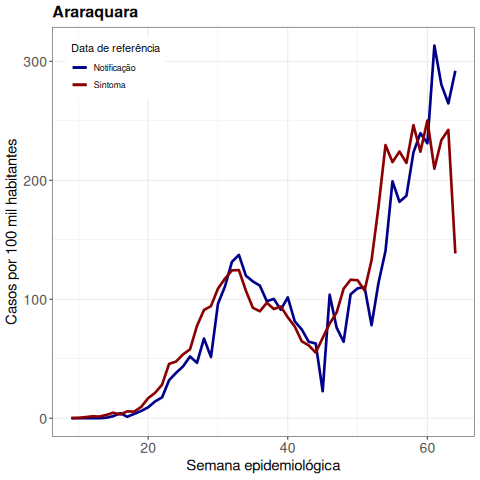 Araraquara
Data de referência
Notificação
Sintoma
Casos por 100 mil habitantes
300
200
100
0
20
40
60
Semana epidemiológica